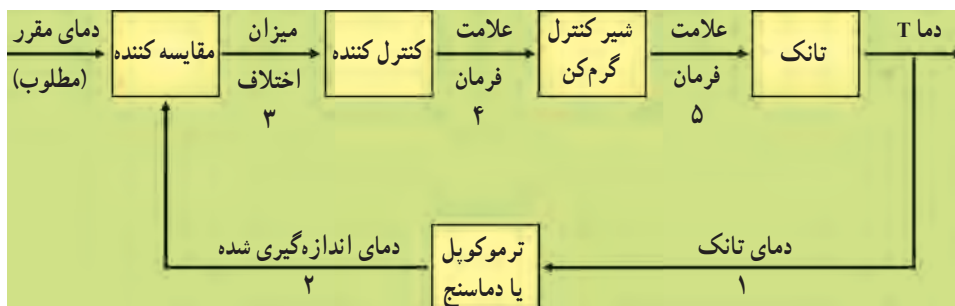 دمای مقرر
(مطلوب)
مقایسه کننده
میزان
اختلاف
۳
کنترل کننده
علامت
فرمان
۴
شیر کنترل
گرم‌کن
علامت
فرمان
۵
تانک
دما T
دمای تانک
۱
ترموکوپل
یا دماسنج
دمای اندازه‌گیری شده
۲